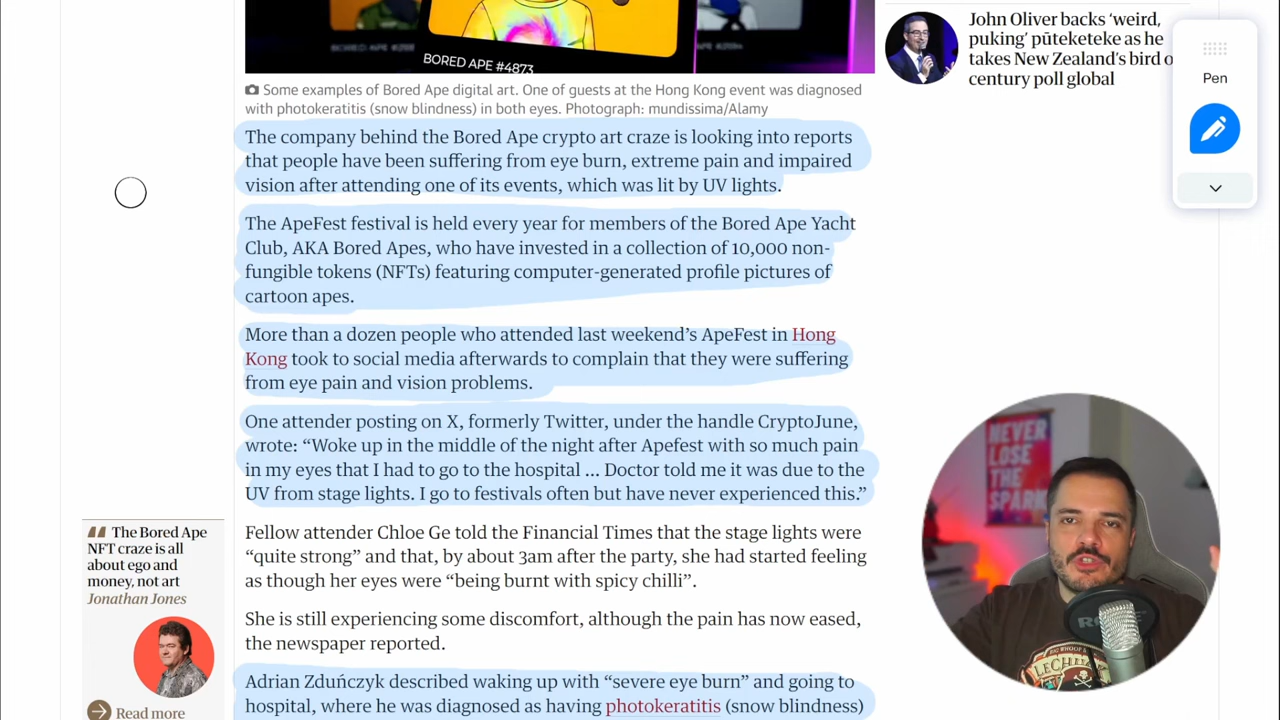 BORED APE #4873
John Oliver backs ‘weird,
puking’ pūteketeke as he
takes New Zealand’s bird o
century poll global
Pen
Some examples of Bored Ape digital art. One of guests at the Hong Kong event was diagnosed
with photokeratitis (snow blindness) in both eyes. Photograph: mundissima/Alamy
The company behind the Bored Ape crypto art craze is looking into reports
that people have been suffering from eye burn, extreme pain and impaired
vision after attending one of its events, which was lit by UV lights.
The ApeFest festival is held every year for members of the Bored Ape Yacht
Club, AKA Bored Apes, who have invested in a collection of 10,000 non-
fungible tokens (NFTs) featuring computer-generated profile pictures of
cartoon apes.
More than a dozen people who attended last weekend’s ApeFest in Hong
Kong took to social media afterwards to complain that they were suffering
from eye pain and vision problems.
One attender posting on X, formerly Twitter, under the handle CryptoJune,
wrote: “Woke up in the middle of the night after Apefest with so much pain
in my eyes that I had to go to the hospital ... Doctor told me it was due to the
UV from stage lights. I go to festivals often but have never experienced this.”
Fellow attender Chloe Ge told the Financial Times that the stage lights were
“quite strong” and that, by about 3am after the party, she had started feeling
as though her eyes were “being burnt with spicy chilli”.
She is still experiencing some discomfort, although the pain has now eased,
the newspaper reported.
Adrian Zduńczyk described waking up with “severe eye burn” and going to
hospital, where he was diagnosed as having photokeratitis (snow blindness)
The Bored Ape
NFT craze is all
about ego and
money, not art
Jonathan Jones
Read more
NEVER
LOSE
THE
SPARK